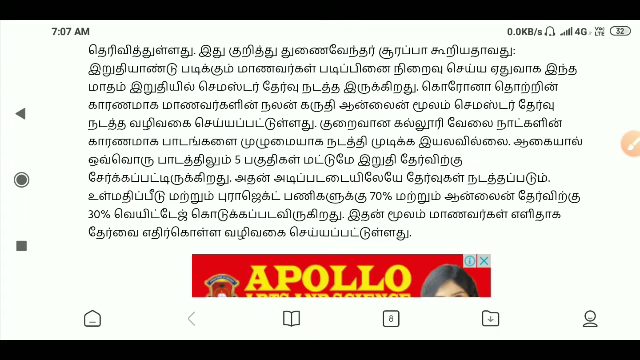 7:07 AM
0.0KB/s 4G VoLTE 32
தெரிவித்துள்ளது. இது குறித்து துணைவேந்தர் சூரப்பா கூறியதாவது:
இறுதியாண்டு படிக்கும் மாணவர்கள் படிப்பினை நிறைவு செய்ய ஏதுவாக இந்த
மாதம் இறுதியில் செமஸ்டர் தேர்வு நடத்த இருக்கிறது. கொரோனா தொற்றின்
காரணமாக மாணவர்களின் நலன் கருதி ஆன்லைன் மூலம் செமஸ்டர் தேர்வு
நடத்த வழிவகை செய்யப்பட்டுள்ளது. குறைவான கல்லூரி வேலை நாட்களின்
காரணமாக பாடங்களை முழுமையாக நடத்தி முடிக்க இயலவில்லை. ஆகையால்
ஒவ்வொரு பாடத்திலும் 5 பகுதிகள் மட்டுமே இறுதி தேர்விற்கு
சேர்க்கப்பட்டிருக்கிறது. அதன் அடிப்படையிலேயே தேர்வுகள் நடத்தப்படும்.
உள்மதிப்பீடு மற்றும் புராஜெக்ட் பணிகளுக்கு 70% மற்றும் ஆன்லைன் தேர்விற்கு
30% வெயிட்டேஜ் கொடுக்கப்படவிருகிறது. இதன் மூலம் மாணவர்கள் எளிதாக
தேர்வை எதிர்கொள்ள வழிவகை செய்யப்பட்டுள்ளது.
APOLLO
ARTS AND SCIENCE
8